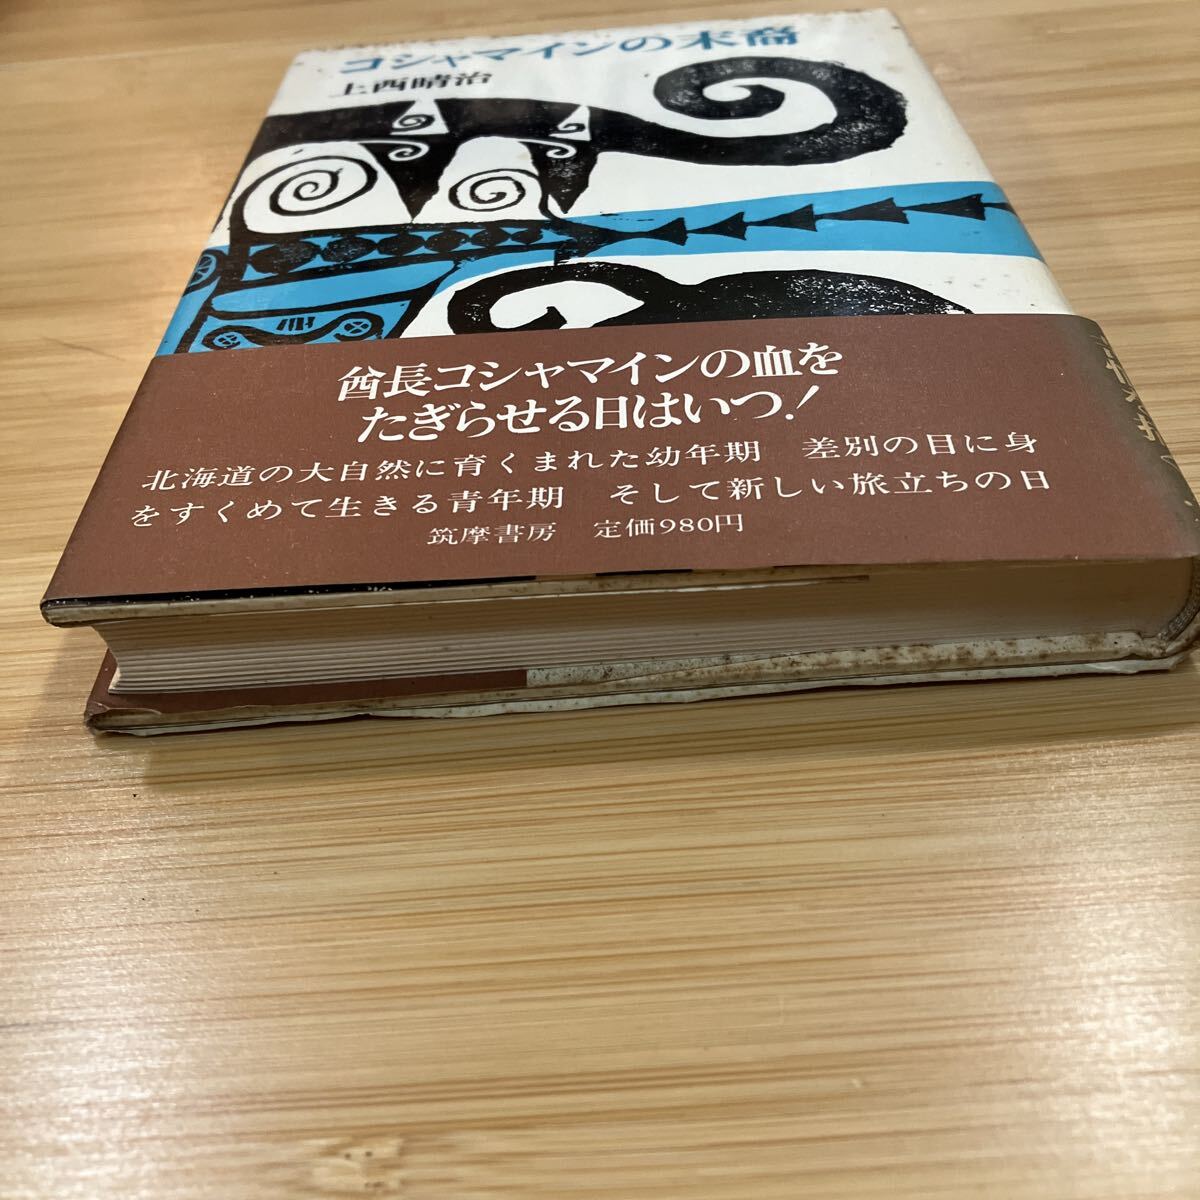 コシャマインの末裔
上西晴治
酋長コシャマインの血を
たぎらせる日はいつ!
北海道の大自然に育くまれた幼年期　差別の目に身
をすくめて生きる青年期　そして新しい旅立ちの日
筑摩書房　定価980円